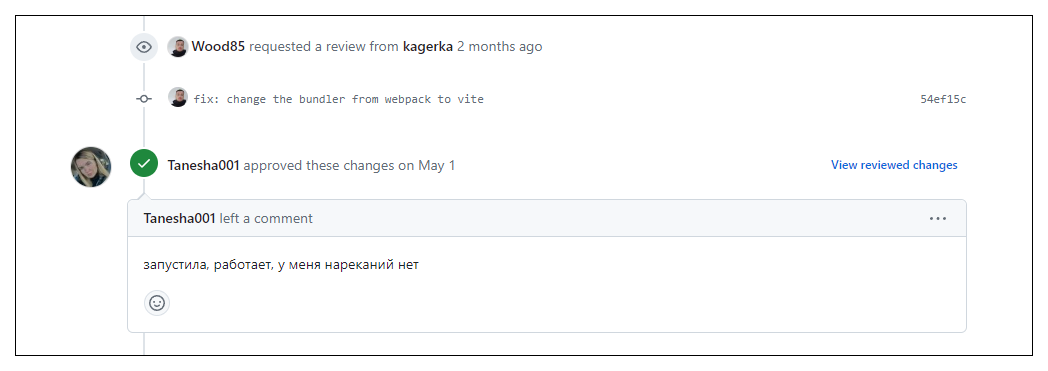 Wood85 requested a review from kagerka 2 months ago
fix: change the bundler from webpack to vite 54ef15c
Tanesha001 approved these changes on May 1 View reviewed changes
Tanesha001 left a comment
запустила, работает, у меня нареканий нет